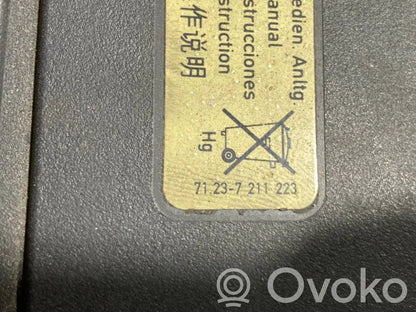 edien. Anltg
anual
strucciones
struction
作说明
Hg
71.23-7 211 223
Ovoko